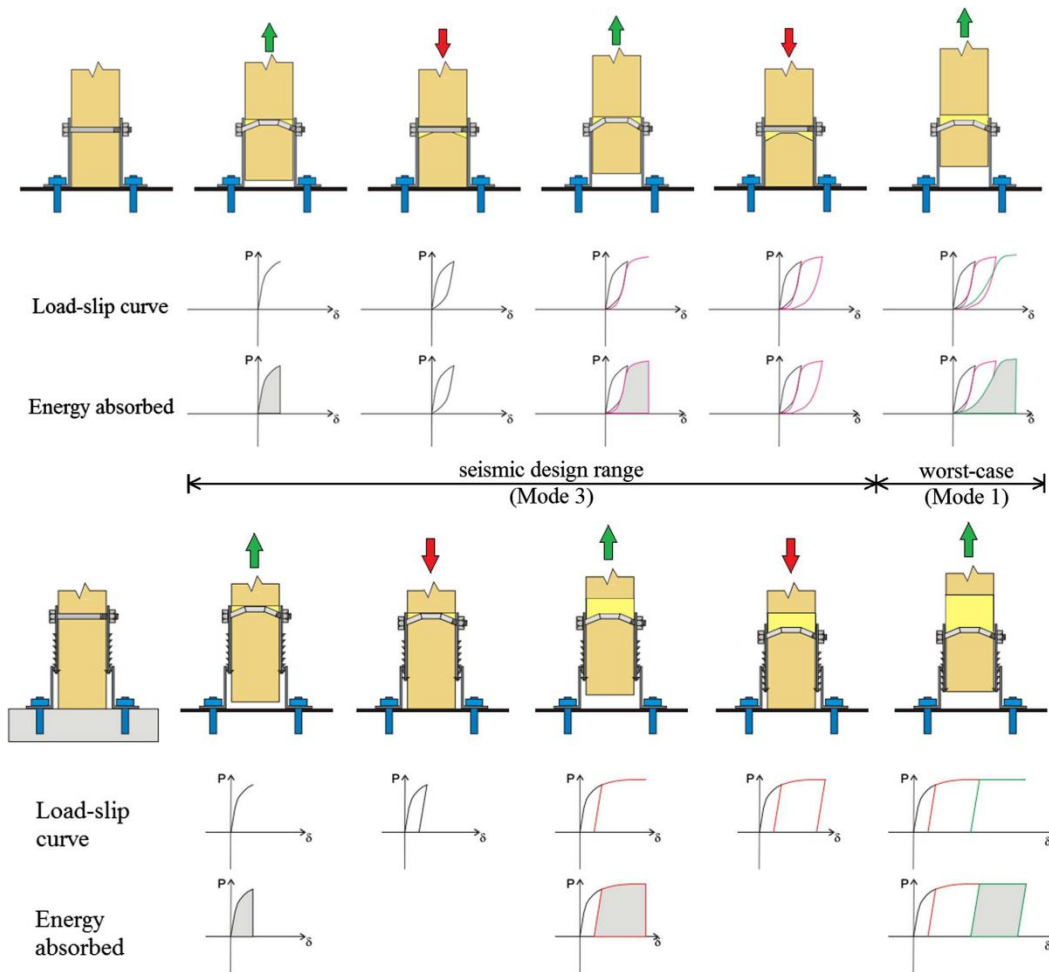 P P P P P
Load-slip curve
δ δ δ δ δ
P P P P P
Energy absorbed
δ δ δ δ δ
seismic design range worst-case
(Mode 3) (Mode 1)
P P P P P
Load-slip
curve
δ δ δ δ δ
P P P
Energy
absorbed
δ δ δ